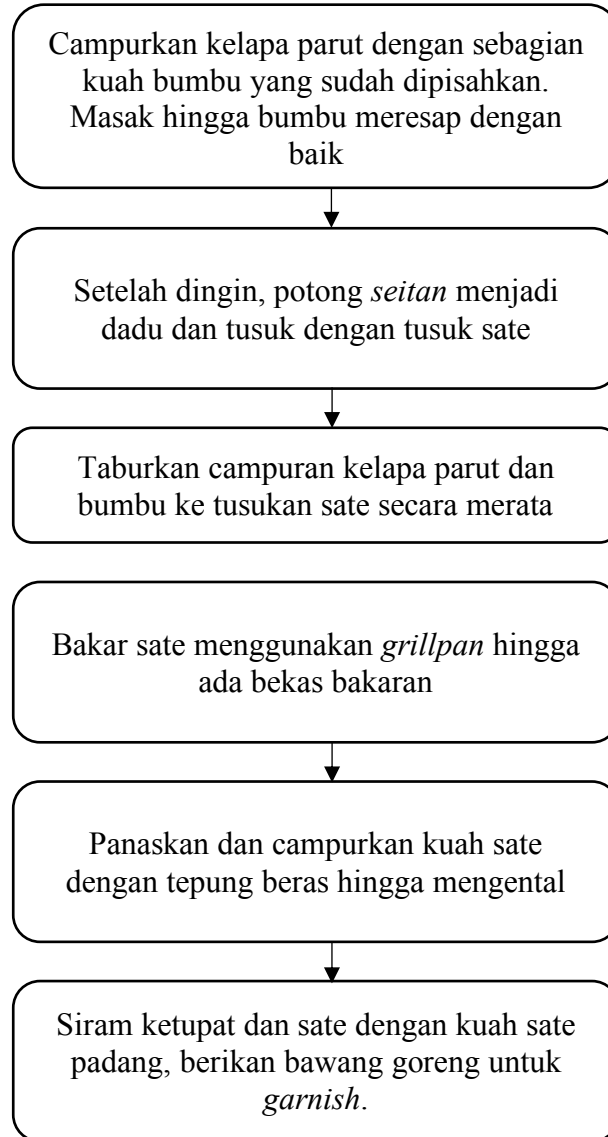 Campurkan kelapa parut dengan sebagian
kuah bumbu yang sudah dipisahkan.
Masak hingga bumbu meresap dengan
baik
Setelah dingin, potong seitan menjadi
dadu dan tusuk dengan tusuk sate
Taburkan campuran kelapa parut dan
bumbu ke tusukan sate secara merata
Bakar sate menggunakan grillpan hingga
ada bekas bakaran
Panaskan dan campurkan kuah sate
dengan tepung beras hingga mengental
Siram ketupat dan sate dengan kuah sate
padang, berikan bawang goreng untuk
garnish.